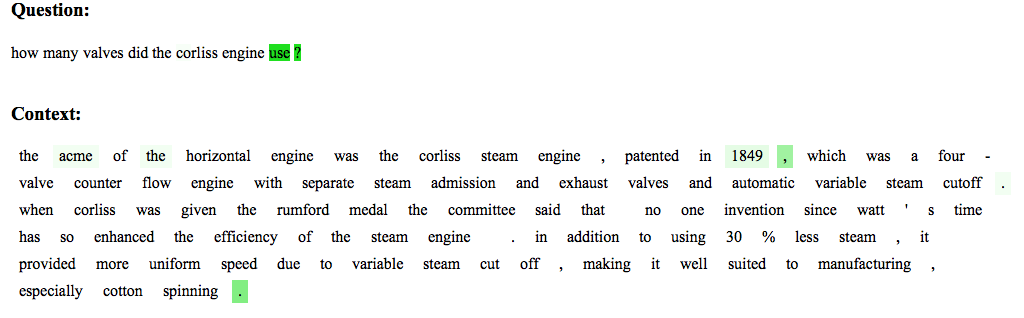 Question:
how many valves did the corliss engine use ?
Context:
the acme of the horizontal engine was the corliss steam engine , patented in 1849 , which was a four -
valve counter flow engine with separate steam admission and exhaust valves and automatic variable steam cutoff .
when corliss was given the rumford medal the committee said that no one invention since watt ' s time
has so enhanced the efficiency of the steam engine . in addition to using 30 % less steam , it
provided more uniform speed due to variable steam cut off , making it well suited to manufacturing ,
especially cotton spinning .